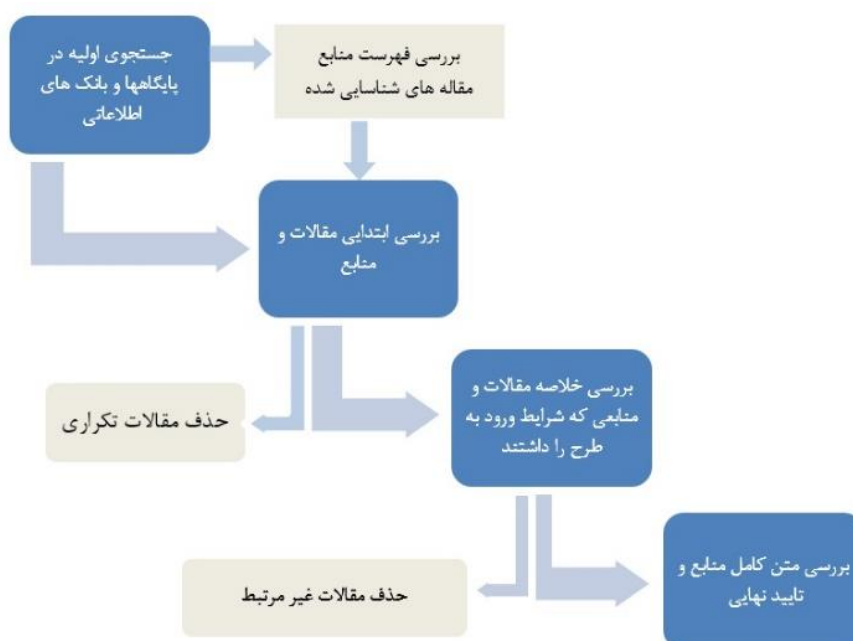 جستجوی اولیه در
پایگاهها و بانک های
اطلاعاتی
بررسی فهرست منابع
مقاله های شناسایی شده
بررسی ابتدایی مقالات و
منابع
حذف مقالات تکراری
بررسی خلاصه مقالات و
منابعی که شرایط ورود به
طرح را داشتند
حذف مقالات غیر مرتبط
بررسی متن کامل منابع و
تایید نهایی